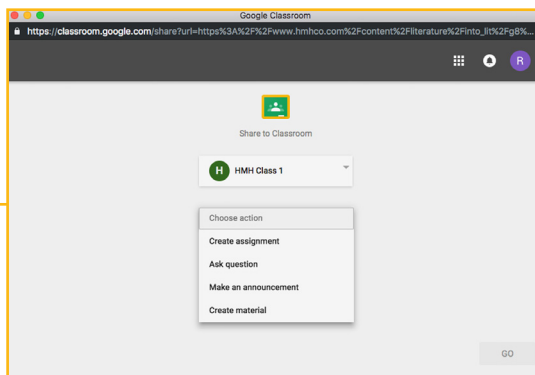 Google Classroom
https://classroom.google.com/share?url=https%3A%2F%2Fwww.hmhco.com%2Fcontent%2Fliterature%2Finto_lit%2Fg8%...
R
Share to Classroom
H HMH Class 1
Choose action
Create assignment
Ask question
Make an announcement
Create material
GO